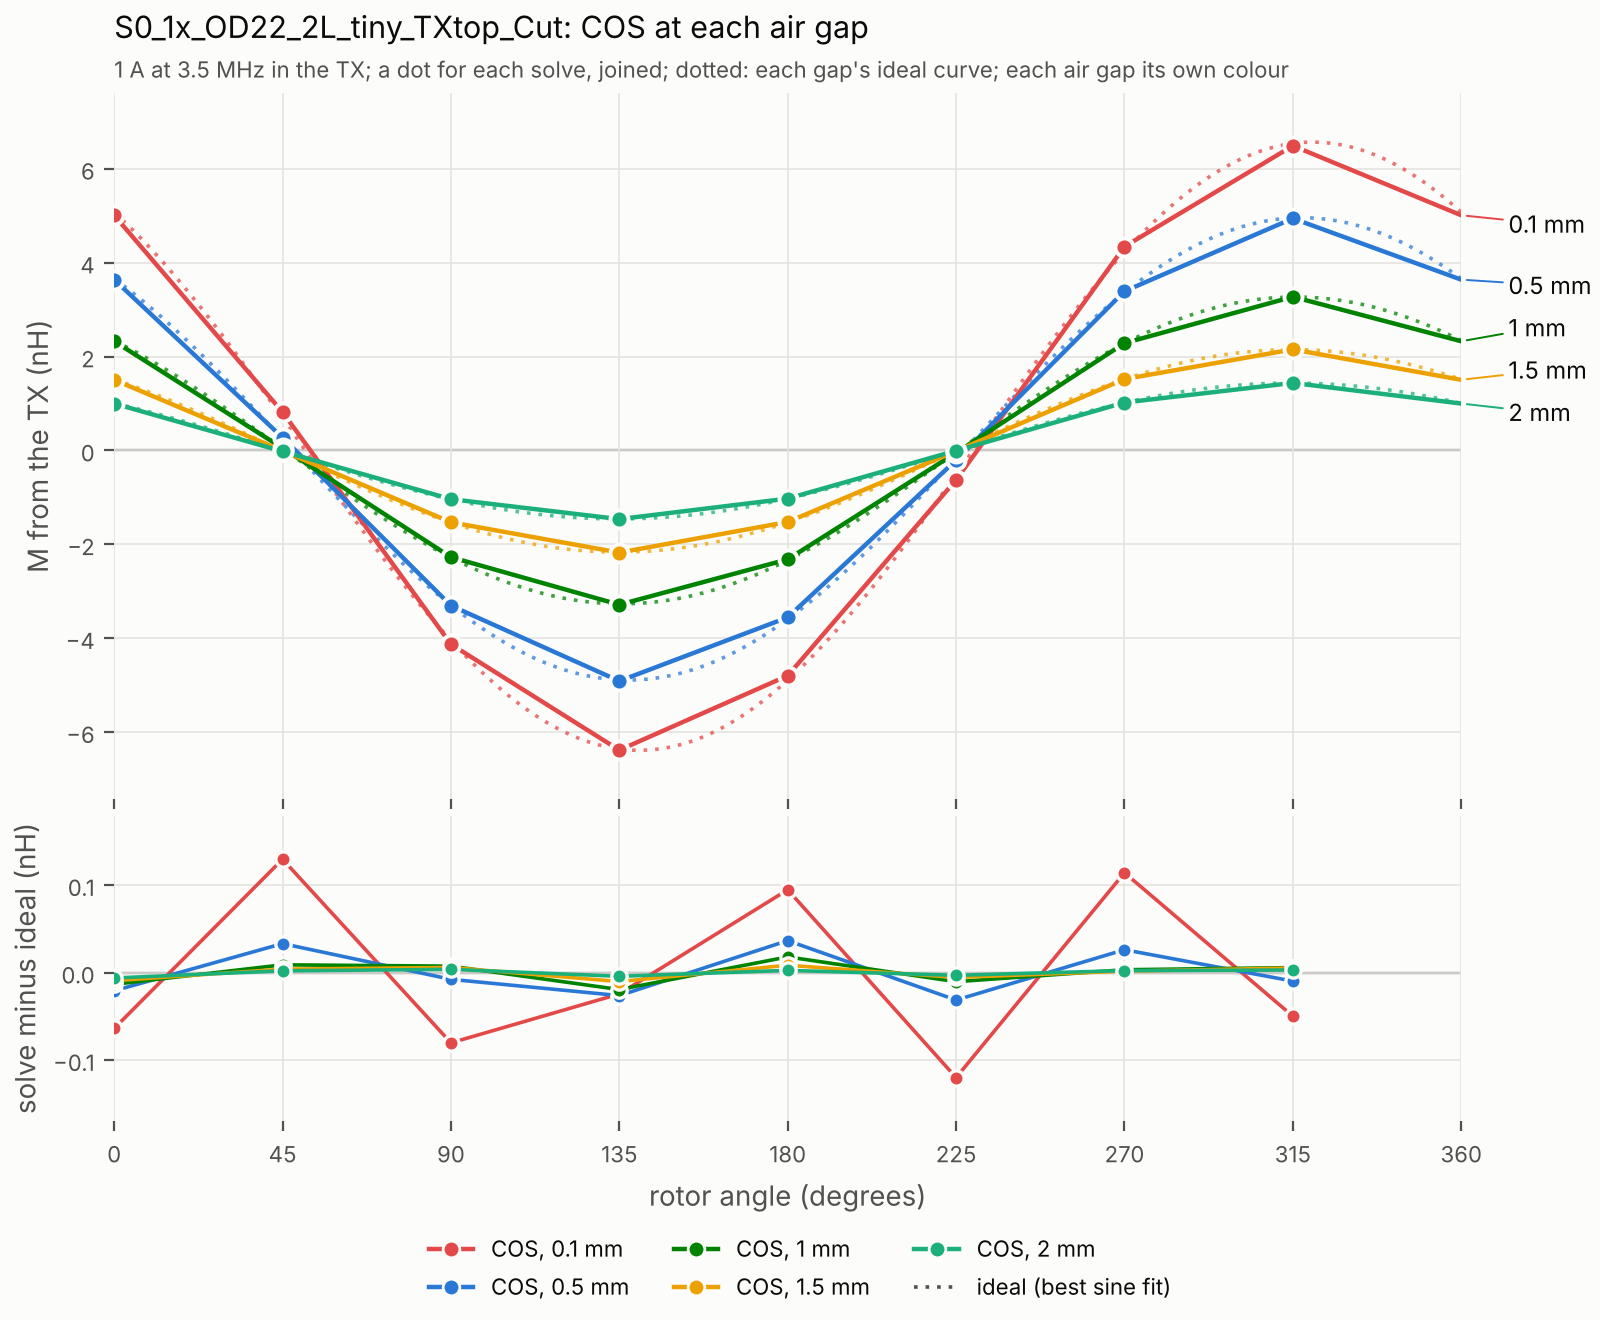 S0_1x_OD22_2L_tiny_TXtop_Cut: COS at each air gap
1 A at 3.5 MHz in the TX; a dot for each solve, joined; dotted: each gap's ideal curve; each air gap its own colour
M from the TX (nH)
6
4
2
0
−2
−4
−6
0.1 mm
0.5 mm
1 mm
1.5 mm
2 mm
solve minus ideal (nH)
0.1
0.0
−0.1
0 45 90 135 180 225 270 315 360
rotor angle (degrees)
COS, 0.1 mm COS, 1 mm COS, 2 mm
COS, 0.5 mm COS, 1.5 mm ideal (best sine fit)